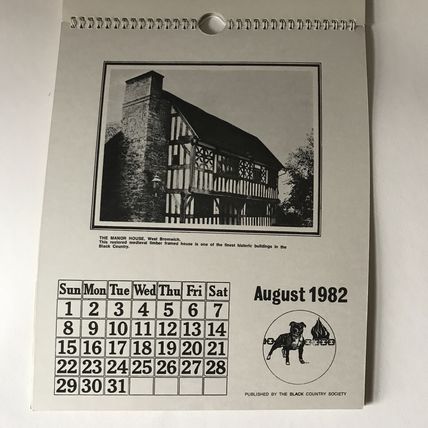 THE MANOR HOUSE, West Bromwich.
This restored medieval timber framed house is one of the finest historic buildings in the
Black Country.
August 1982
Sun Mon Tue Wed Thu Fri Sat
1 2 3 4 5 6 7
8 9 10 11 12 13 14
15 16 17 18 19 20 21
22 23 24 25 26 27 28
29 30 31
PUBLISHED BY THE BLACK COUNTRY SOCIETY